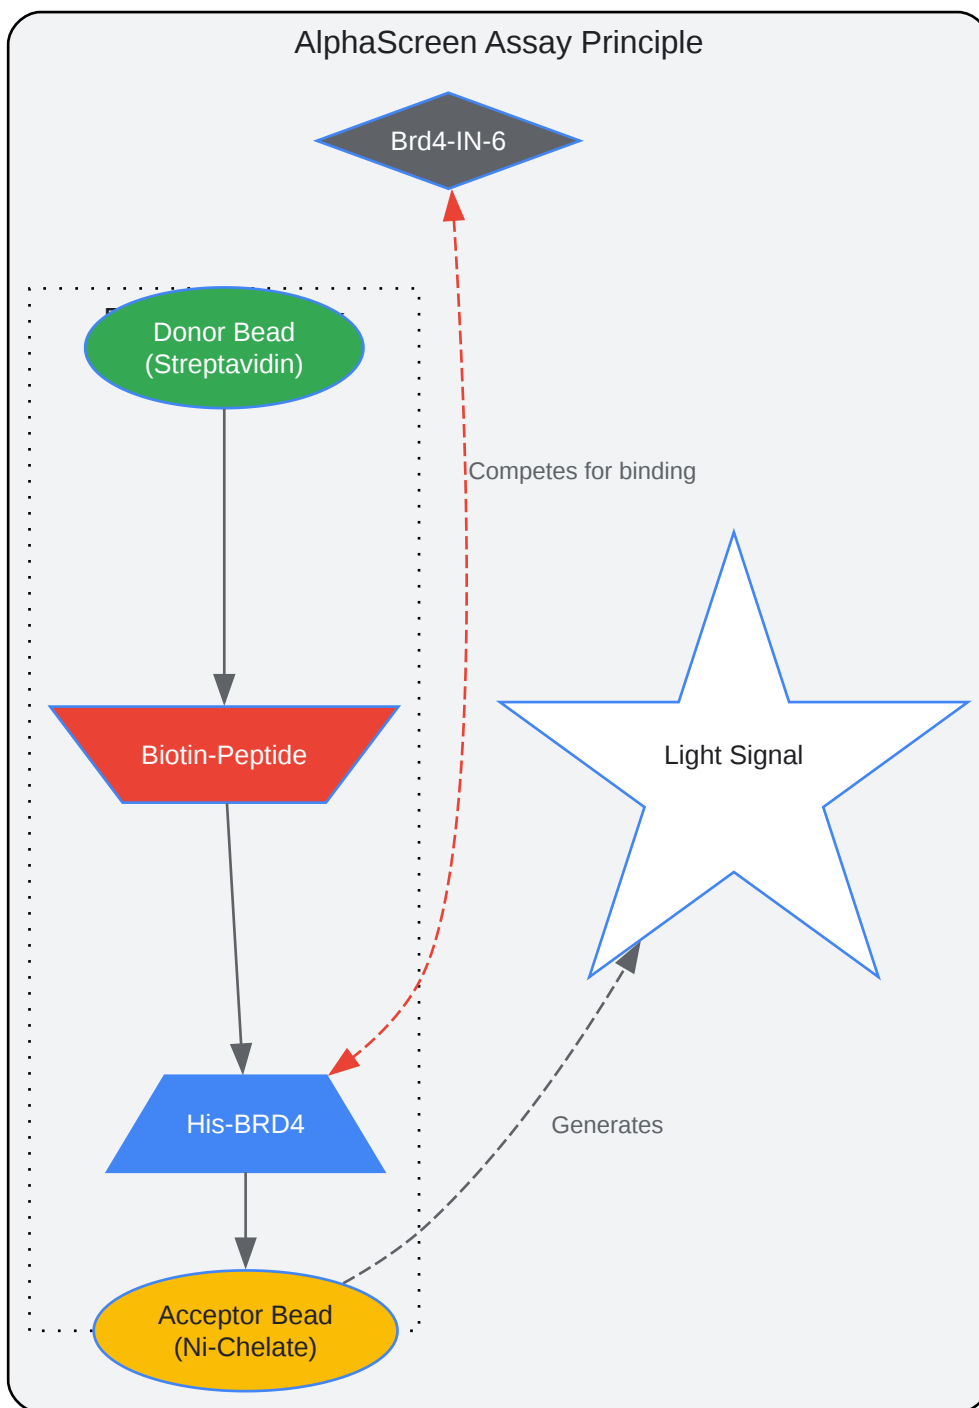 AlphaScreen Assay Principle
Brd4-IN-6
Donor Bead
(Streptavidin)
Competes for binding
Biotin-Peptide
Light Signal
His-BRD4
Generates
Acceptor Bead
(Ni-Chelate)